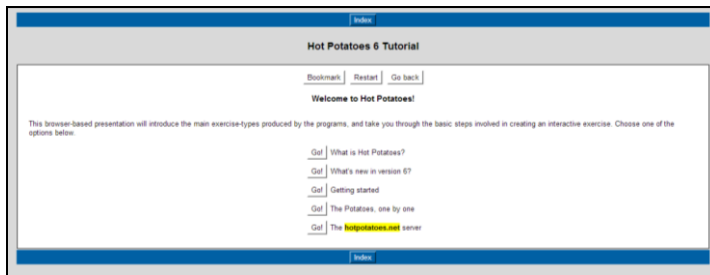 Index
Hot Potatoes 6 Tutorial
Bookmark Restart Go back
Welcome to Hot Potatoes!
This browser-based presentation will introduce the main exercise-types produced by the programs, and take you through the basic steps involved in creating an interactive exercise. Choose one of the
options below.
Go! What is Hot Potatoes?
Go! What's new in version 6?
Go! Getting started
Go! The Potatoes, one by one
Go! The hotpotatoes.net server
Index